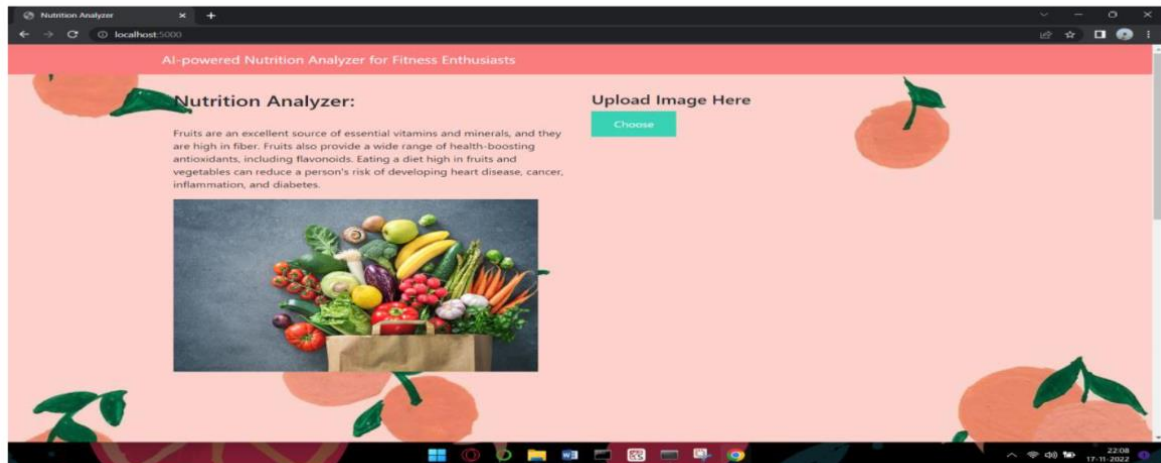 Nutrition Analyzer
localhost:5000
AI-powered Nutrition Analyzer for Fitness Enthusiasts
Nutrition Analyzer:
Fruits are an excellent source of essential vitamins and minerals, and they
are high in fiber. Fruits also provide a wide range of health-boosting
antioxidants, including flavonoids. Eating a diet high in fruits and
vegetables can reduce a person's risk of developing heart disease, cancer,
inflammation, and diabetes.
Upload Image Here
Choose
22:08
17-11-2022